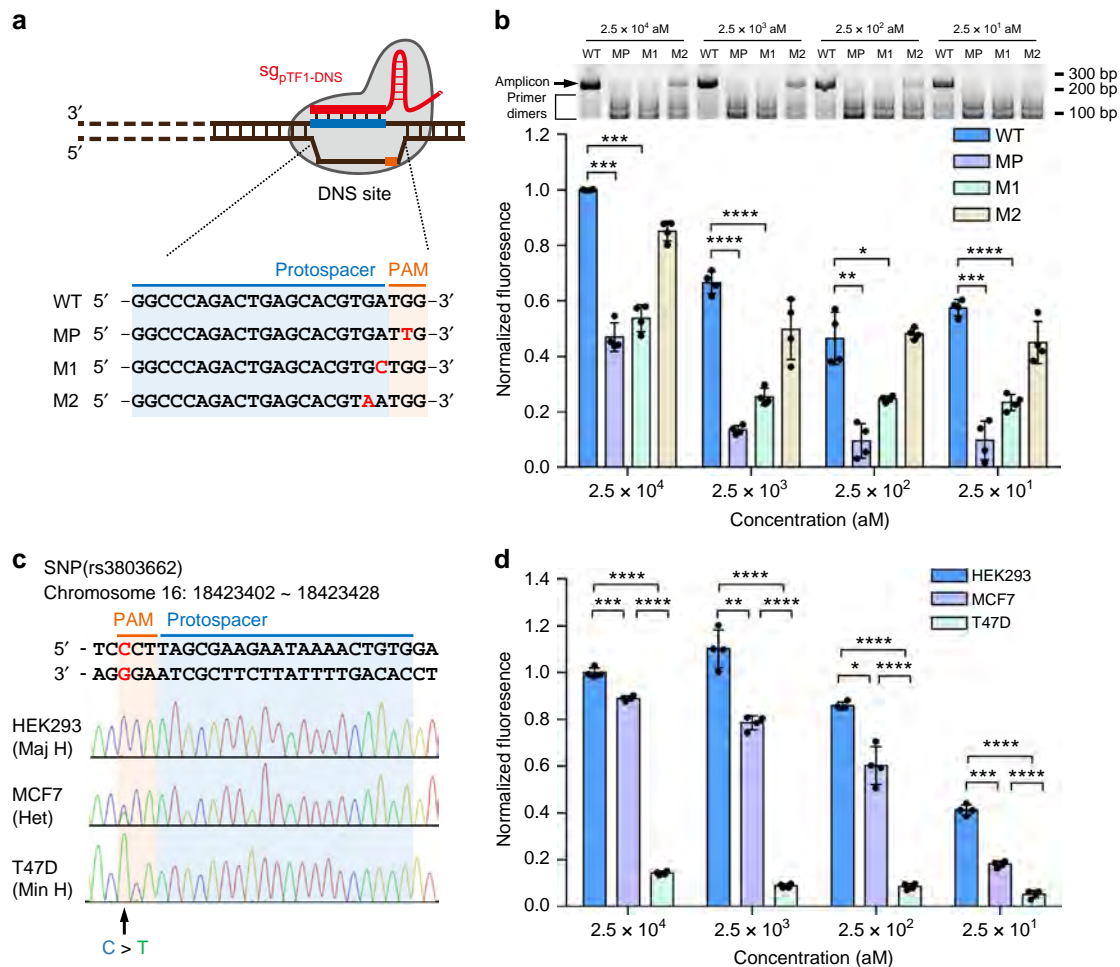 a
sgpTF1-DNS
3′
5′
DNS site
Protospacer PAM
WT 5′ –GGCCCAGACTGAGCACGTGATGG–3′
MP 5′ –GGCCCAGACTGAGCACGTGATTG–3′
M1 5′ –GGCCCAGACTGAGCACGTGCTGG–3′
M2 5′ –GGCCCAGACTGAGCACGTAATGG–3′
b
2.5 × 10⁴ aM 2.5 × 10³ aM 2.5 × 10² aM 2.5 × 10¹ aM
WT MP M1 M2 WT MP M1 M2 WT MP M1 M2 WT MP M1 M2
Amplicon
Primer
dimers
300 bp
200 bp
100 bp
Normalized fluoresence
1.2
1.0
0.8
0.6
0.4
0.2
0.0
WT
MP
M1
M2
*** ***
**** ****
* **
**** ***
2.5 × 10⁴ 2.5 × 10³ 2.5 × 10² 2.5 × 10¹
Concentration (aM)
c
SNP(rs3803662)
Chromosome 16: 18423402 ~ 18423428
PAM Protospacer
5′ - TCCCTTAGCGAAGAATAAAACTGTGGA
3′ - AGGGAATCGCTTCTTATTTTGACACCT
HEK293
(Maj H)
MCF7
(Het)
T47D
(Min H)
C > T
d
Normalized fluoresence
1.4
1.2
1.0
0.8
0.6
0.4
0.2
0.0
HEK293
MCF7
T47D
**** *** ****
**** ** ****
**** * ****
**** *** ****
2.5 × 10⁴ 2.5 × 10³ 2.5 × 10² 2.5 × 10¹
Concentration (aM)